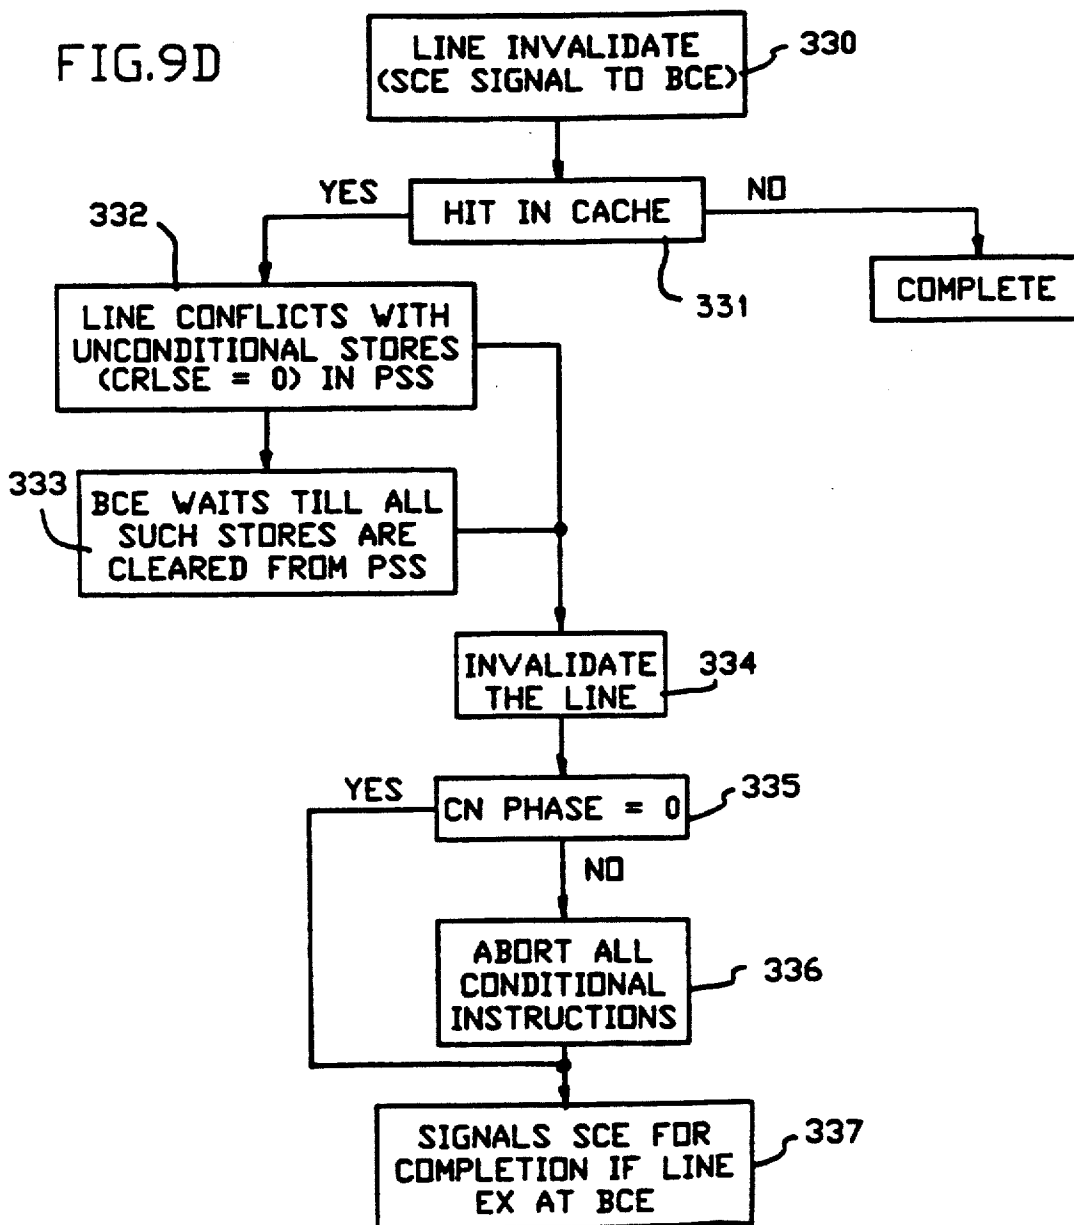 FIG.9D
LINE INVALIDATE
(SCE SIGNAL TO BCE)
330
YES
HIT IN CACHE
NO
331
COMPLETE
332
LINE CONFLICTS WITH
UNCONDITIONAL STORES
(CRLSE = 0) IN PSS
333
BCE WAITS TILL ALL
SUCH STORES ARE
CLEARED FROM PSS
INVALIDATE
THE LINE
334
YES
CN PHASE = 0
335
NO
ABORT ALL
CONDITIONAL
INSTRUCTIONS
336
SIGNALS SCE FOR
COMPLETION IF LINE
EX AT BCE
337